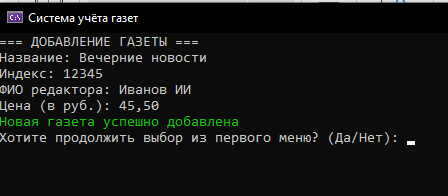 Система учёта газет
=== ДОБАВЛЕНИЕ ГАЗЕТЫ ===
Название: Вечерние новости
Индекс: 12345
ФИО редактора: Иванов ИИ
Цена (в руб.): 45,50
Новая газета успешно добавлена
Хотите продолжить выбор из первого меню? (Да/Нет):